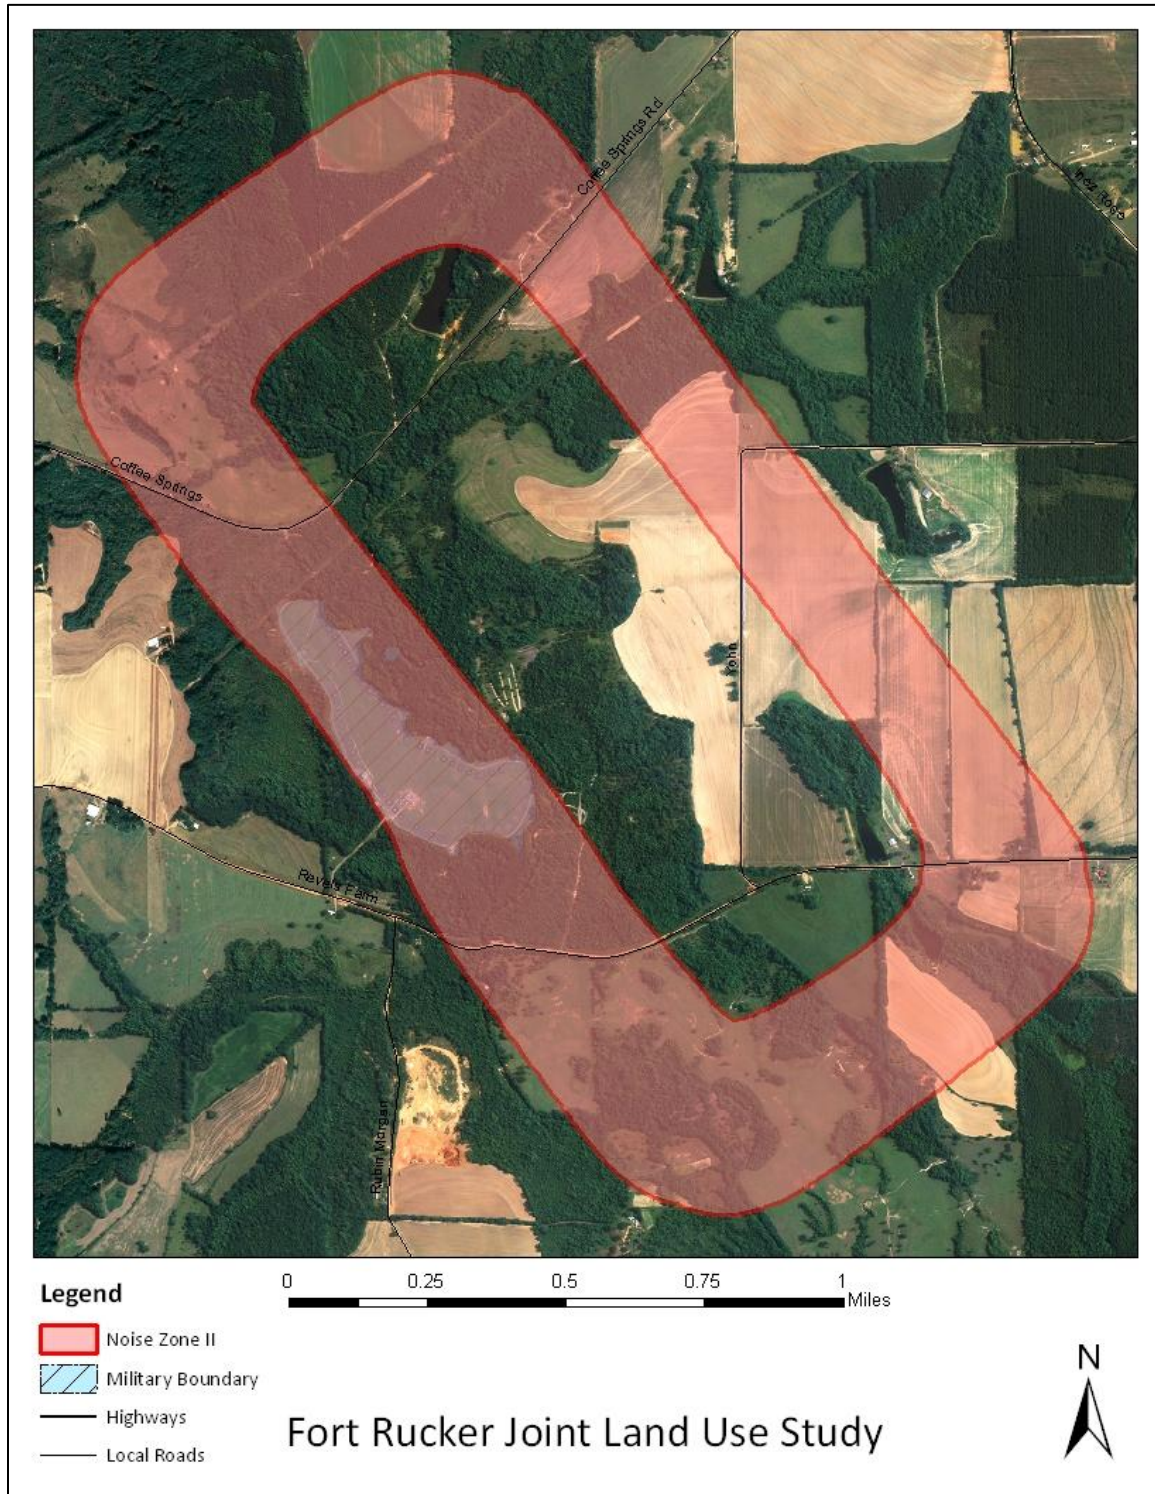 Coffee Springs Rd
Coffee Springs
John
Revels Farm
Rubin Morgan
Legend
0 0.25 0.5 0.75 1
Miles
Noise Zone II
Military Boundary
Highways
Local Roads
Fort Rucker Joint Land Use Study
N